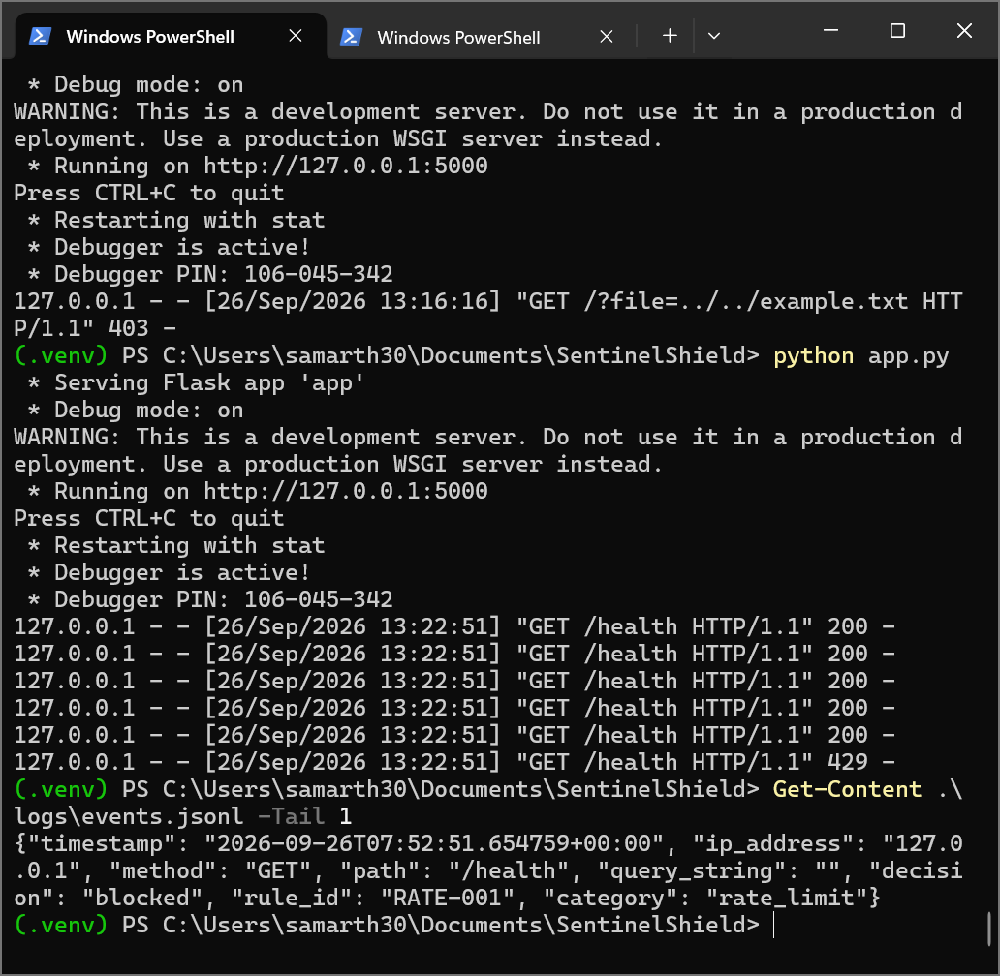 Windows PowerShell
Windows PowerShell
 * Debug mode: on
WARNING: This is a development server. Do not use it in a production d
eployment. Use a production WSGI server instead.
 * Running on http://127.0.0.1:5000
Press CTRL+C to quit
 * Restarting with stat
 * Debugger is active!
 * Debugger PIN: 106-045-342
127.0.0.1 - - [26/Sep/2026 13:16:16] "GET /?file=../../example.txt HTT
P/1.1" 403 -
(.venv) PS C:\Users\samarth30\Documents\SentinelShield> python app.py
 * Serving Flask app 'app'
 * Debug mode: on
WARNING: This is a development server. Do not use it in a production d
eployment. Use a production WSGI server instead.
 * Running on http://127.0.0.1:5000
Press CTRL+C to quit
 * Restarting with stat
 * Debugger is active!
 * Debugger PIN: 106-045-342
127.0.0.1 - - [26/Sep/2026 13:22:51] "GET /health HTTP/1.1" 200 -
127.0.0.1 - - [26/Sep/2026 13:22:51] "GET /health HTTP/1.1" 200 -
127.0.0.1 - - [26/Sep/2026 13:22:51] "GET /health HTTP/1.1" 200 -
127.0.0.1 - - [26/Sep/2026 13:22:51] "GET /health HTTP/1.1" 200 -
127.0.0.1 - - [26/Sep/2026 13:22:51] "GET /health HTTP/1.1" 200 -
127.0.0.1 - - [26/Sep/2026 13:22:51] "GET /health HTTP/1.1" 429 -
(.venv) PS C:\Users\samarth30\Documents\SentinelShield> Get-Content .\
logs\events.jsonl -Tail 1
{"timestamp": "2026-09-26T07:52:51.654759+00:00", "ip_address": "127.0
.0.1", "method": "GET", "path": "/health", "query_string": "", "decisi
on": "blocked", "rule_id": "RATE-001", "category": "rate_limit"}
(.venv) PS C:\Users\samarth30\Documents\SentinelShield>